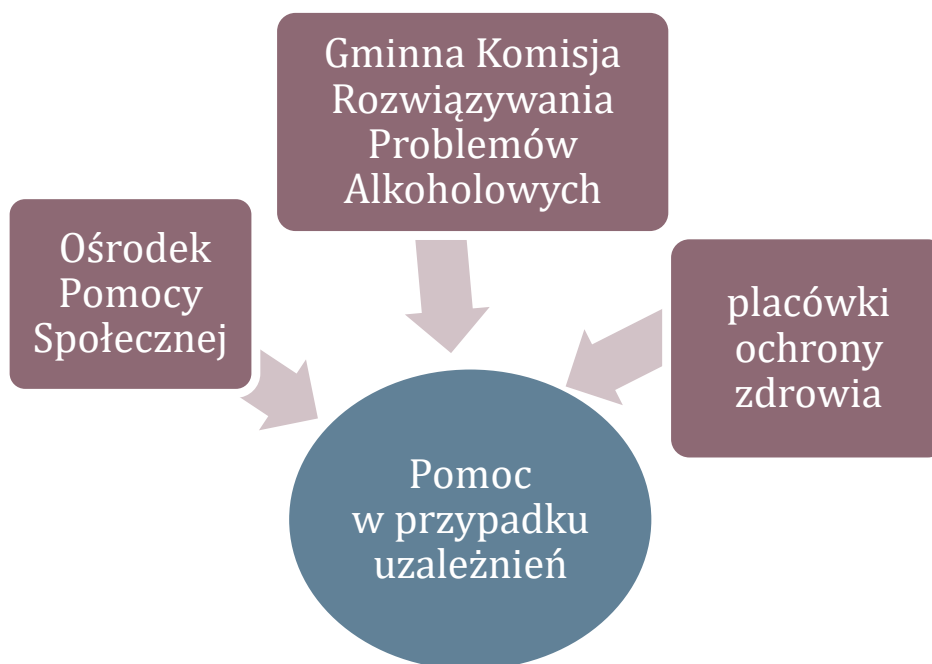 Gminna Komisja
Rozwiązywania
Problemów
Alkoholowych
Ośrodek
Pomocy
Społecznej
placówki
ochrony
zdrowia
Pomoc
w przypadku
uzależnień